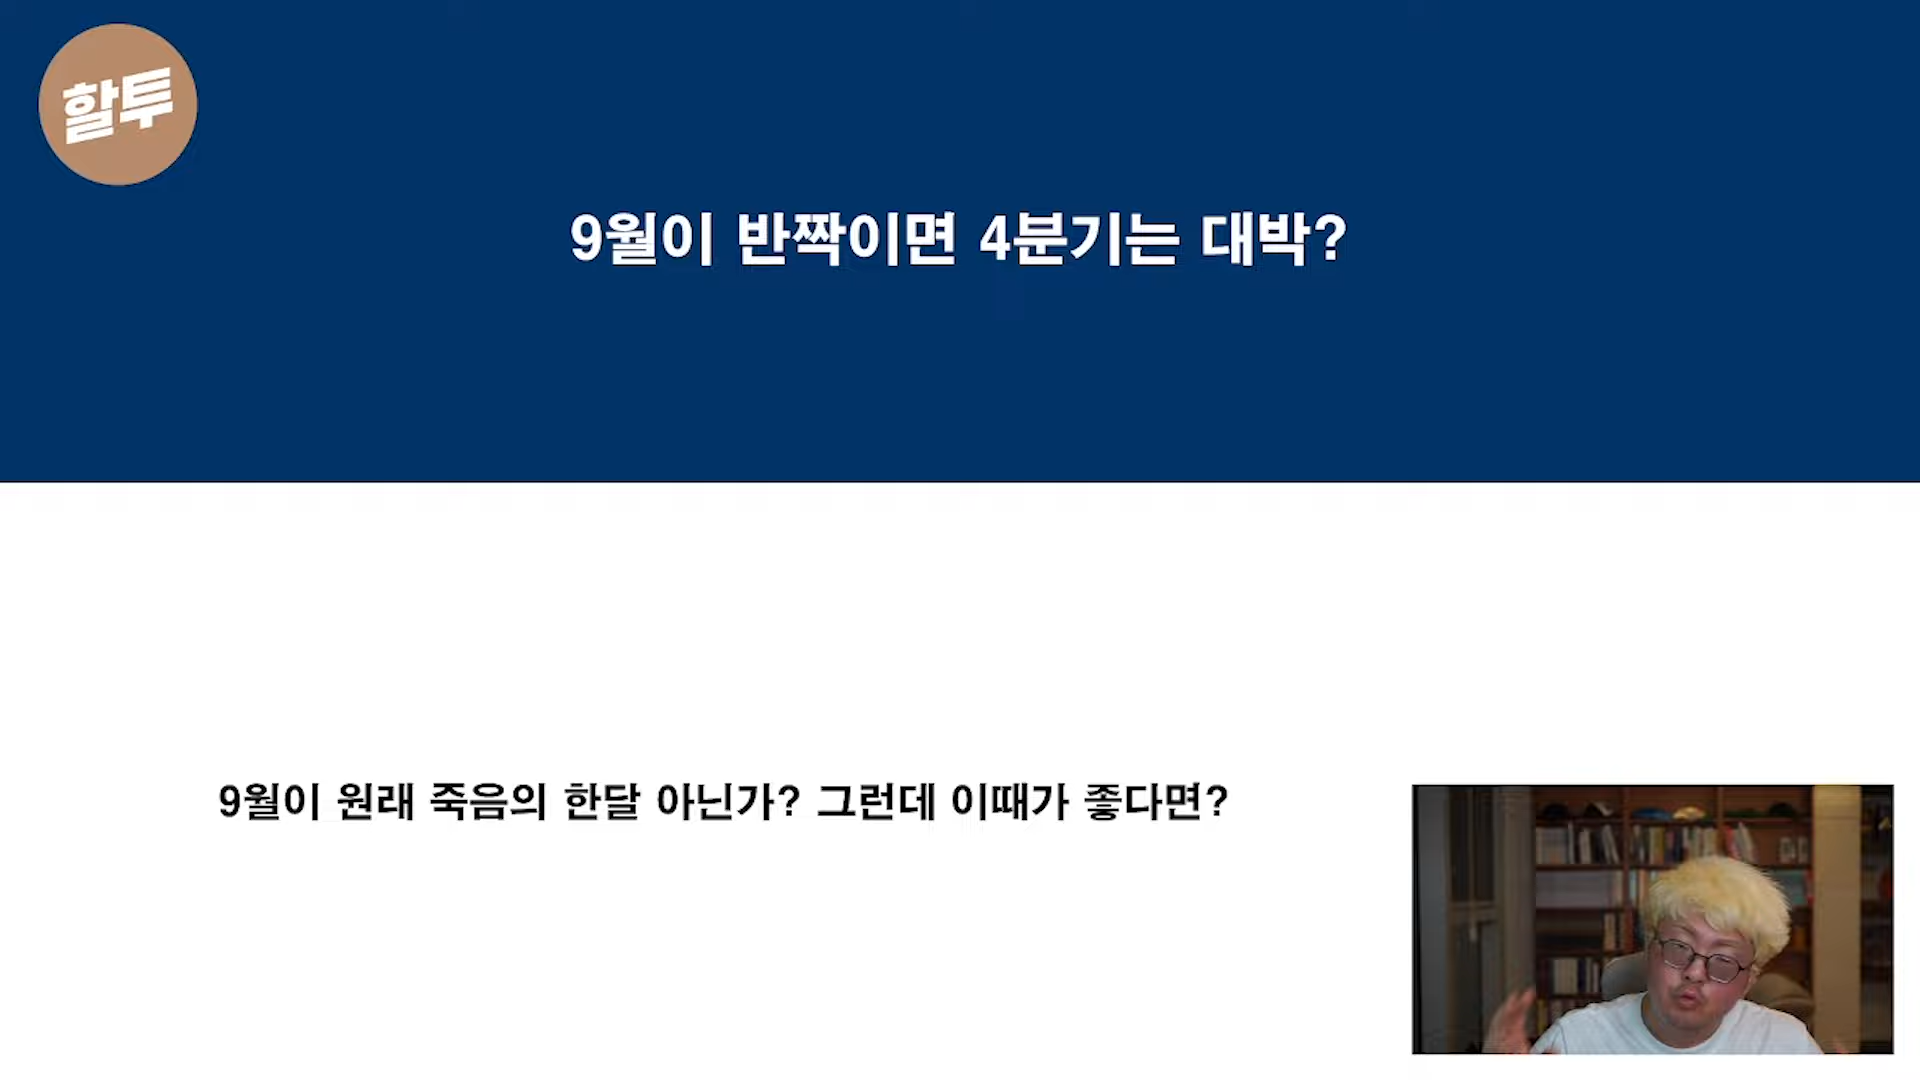 할투
9월이 반짝이면 4분기는 대박?
9월이 원래 죽음의 한달 아닌가? 그런데 이때가 좋다면?